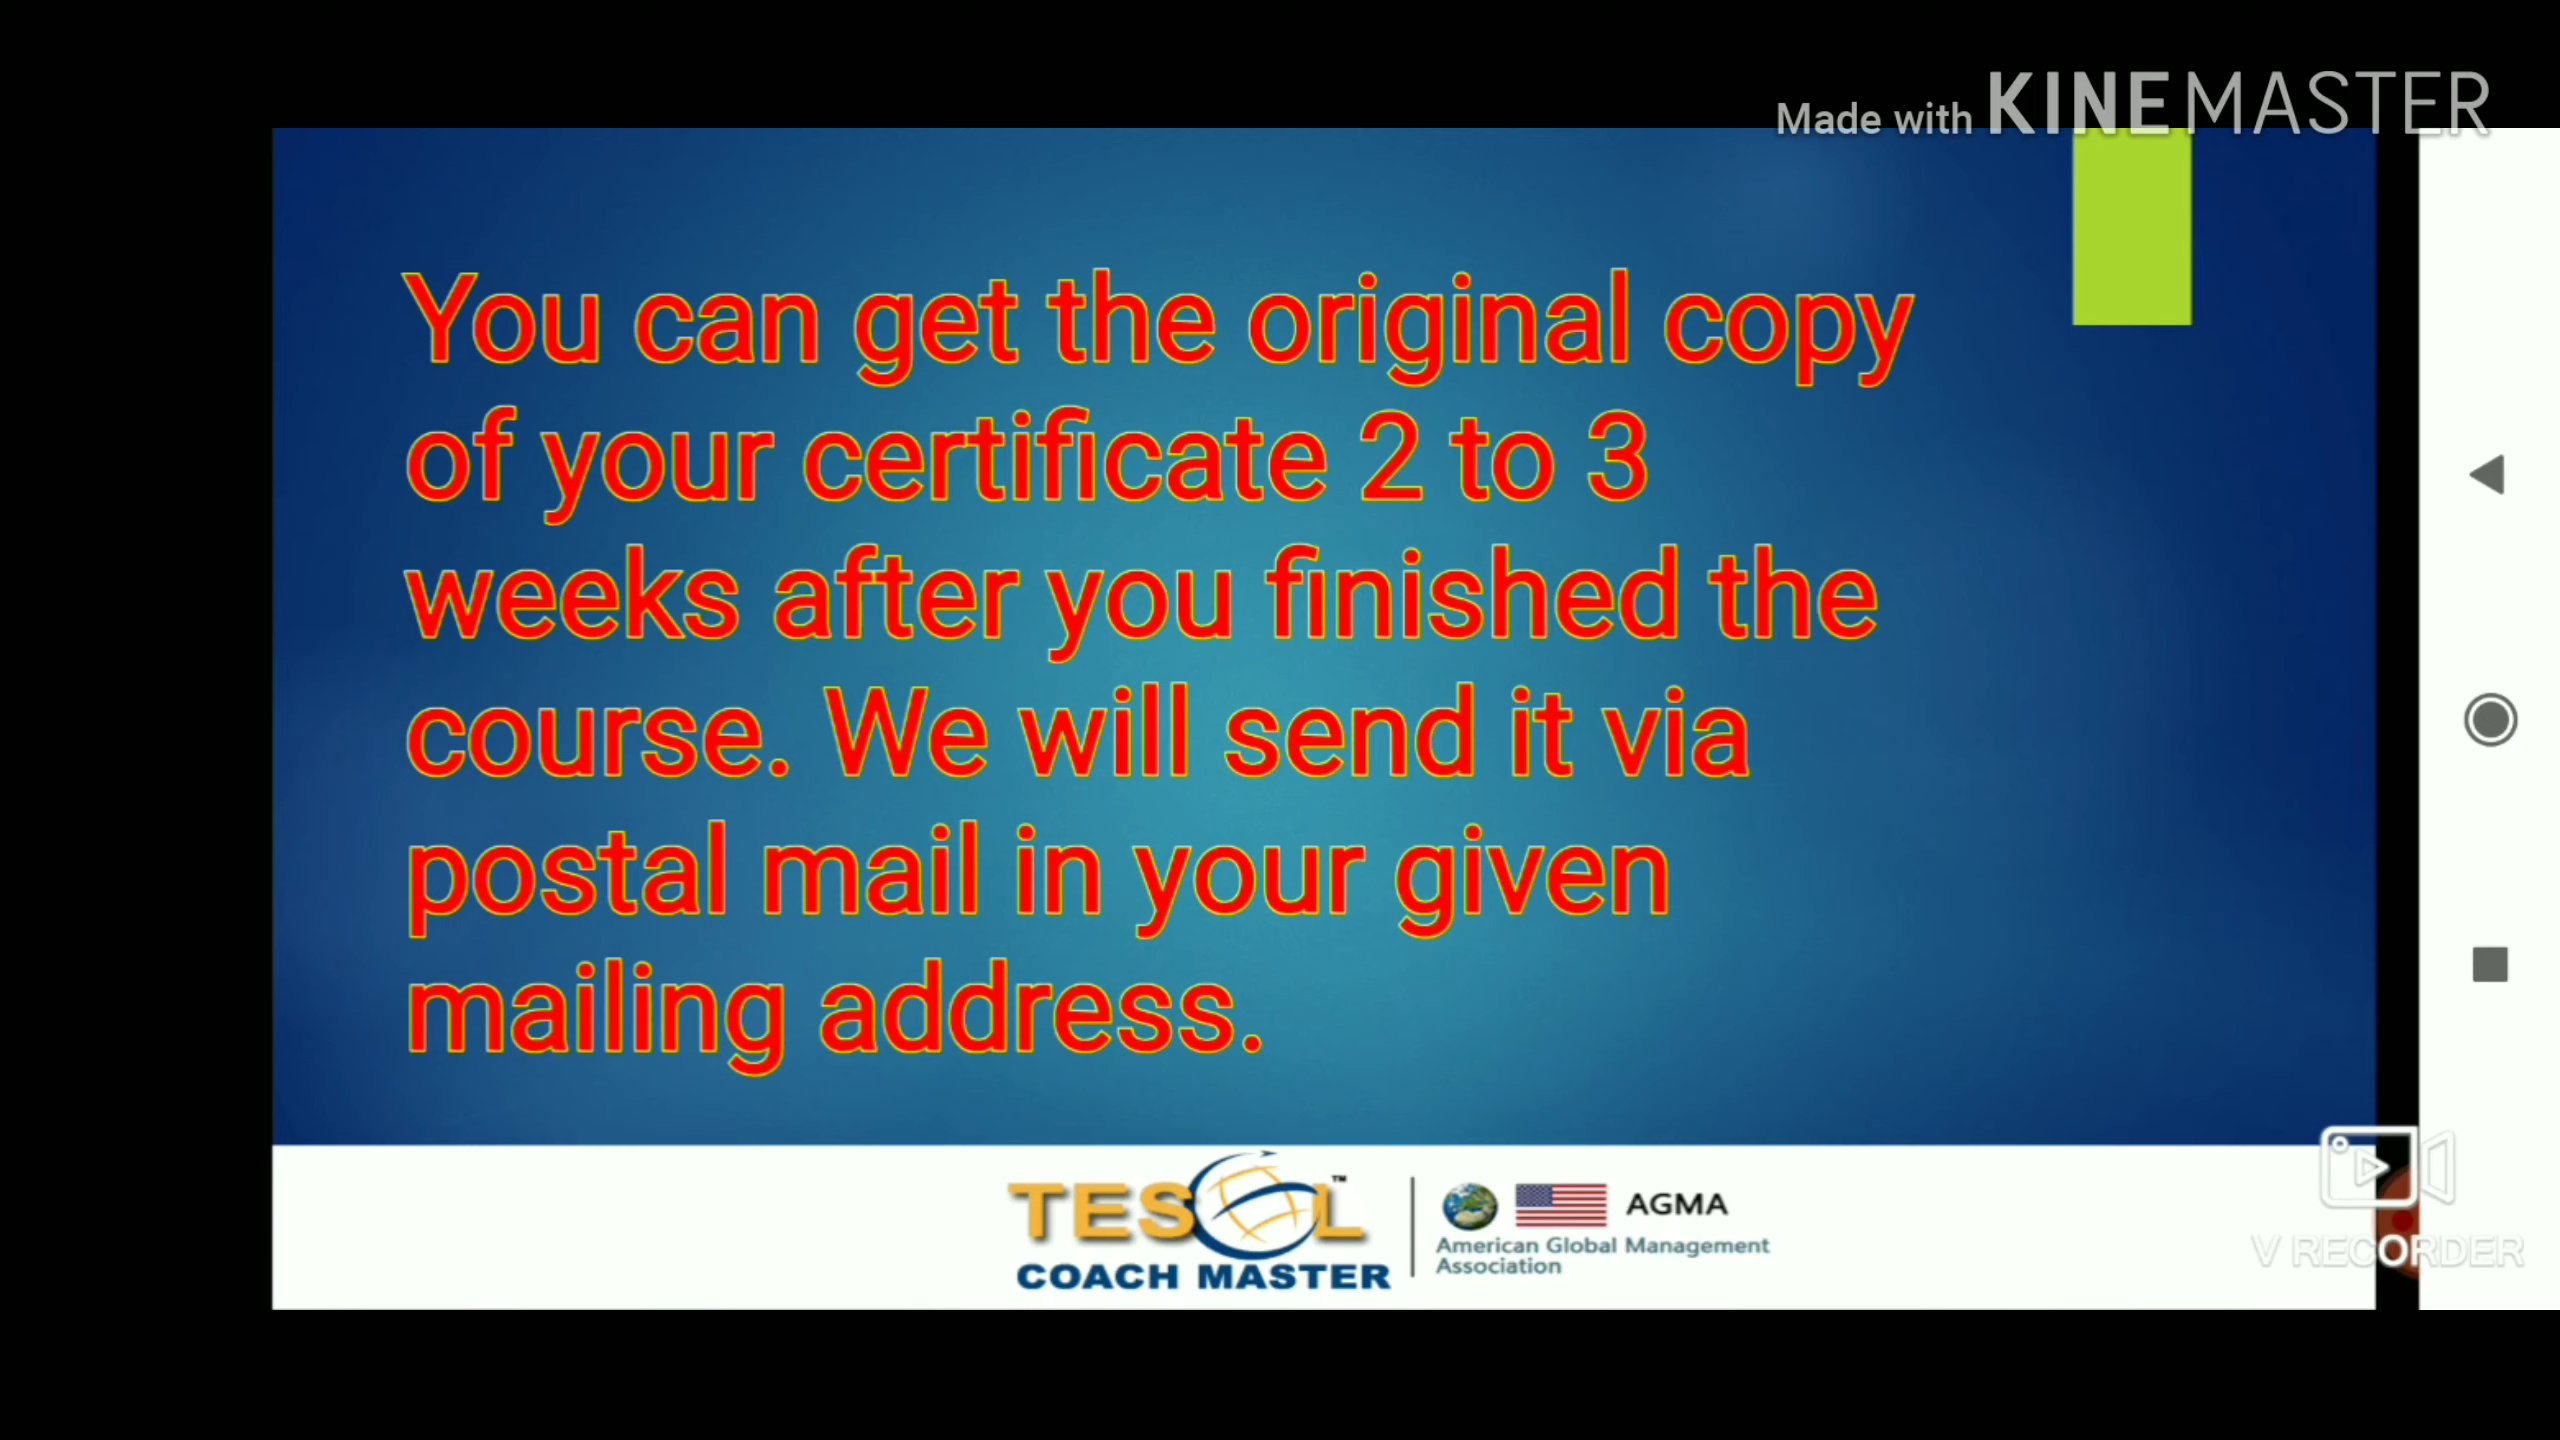 Made with KINEMASTER
You can get the original copy
of your certificate 2 to 3
weeks after you finished the
course. We will send it via
postal mail in your given
mailing address.
TESOL™
COACH MASTER
AGMA
American Global Management
Association
V RECORDER